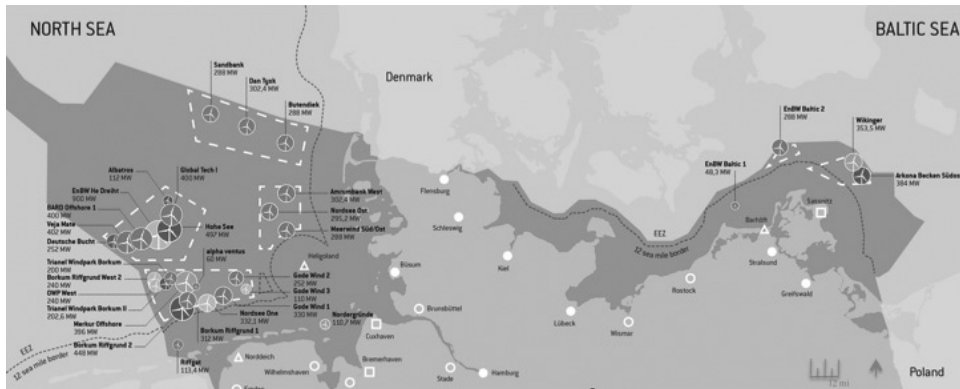 NORTH SEA
BALTIC SEA
Denmark
Sandbank
288 MW
Dan Tysk
302,4 MW
Butendiek
288 MW
EnBW Baltic 2
288 MW
Wikinger
353,5 MW
EnBW Baltic 1
48,3 MW
Arkona Becken Südos
384 MW
Albatros
112 MW
Global Tech I
400 MW
EnBW He Dreiht
900 MW
BARD Offshore 1
400 MW
Veja Mate
402 MW
Deutsche Bucht
252 MW
Hohe See
497 MW
alpha ventus
60 MW
Amrumbank West
302,4 MW
Nordsee Ost
295,2 MW
Meerwind Süd/Ost
288 MW
Trianel Windpark Borkum
200 MW
Borkum Riffgrund West 2
240 MW
OWP West
240 MW
Trianel Windpark Borkum II
202,6 MW
Merkur Offshore
396 MW
Borkum Riffgrund 2
448 MW
Borkum Riffgrund 1
312 MW
Riffgat
113,4 MW
Gode Wind 2
252 MW
Gode Wind 3
110 MW
Gode Wind 1
330 MW
Nordsee One
332,1 MW
Nordergründe
110,7 MW
Helgoland
Flensburg
Schleswig
Büsum
Kiel
Brunsbüttel
Cuxhaven
Bremerhaven
Norddeich
Wilhelmshaven
Emden
Stade
Hamburg
Lübeck
Wismar
Rostock
Barhöft
Sassnitz
Stralsund
Greifswald
Poland
EEZ
12 sea mile border
EEZ
12 sea mile border
12 mi